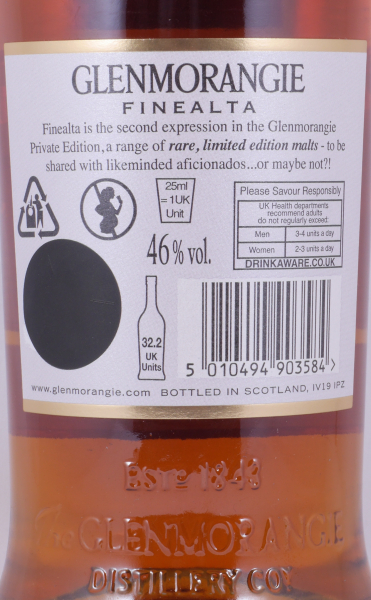 GLENMORANGIE
FINEALTA
Finealta is the second expression in the Glenmorangie
Private Edition, a range of rare, limited edition malts - to be
shared with likeminded aficionados...or maybe not?!
25ml
= 1UK
Unit
46% vol.
Please Savour Responsibly
UK Health departments
recommend adults
do not regularly exceed:
Men 3-4 units a day
Women 2-3 units a day
DRINKAWARE.CO.UK
32.2
UK
Units
5 010494 903584 >
www.glenmorangie.com BOTTLED IN SCOTLAND, IV19 1PZ
ESTD 1843
The GLENMORANGIE
DISTILLERY COY